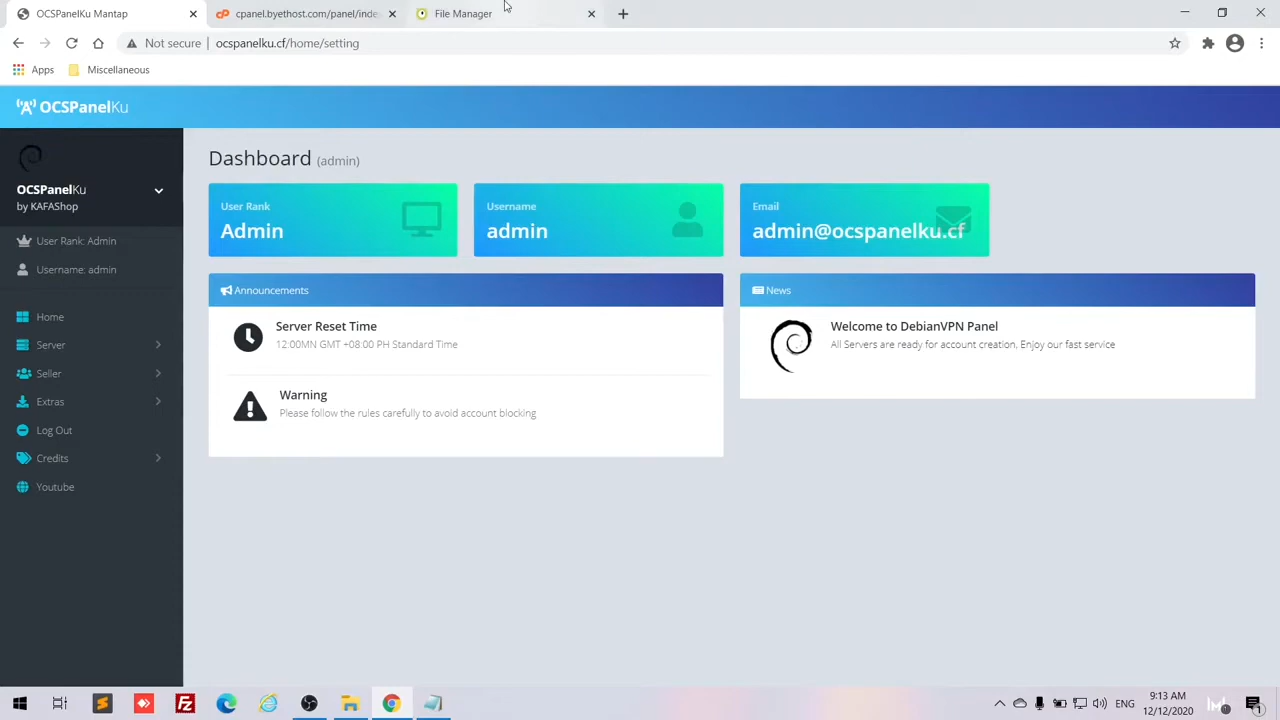 OCSPanelKu Mantap
cpanel.byethost.com/panel/inde
File Manager
Not secure
ocspanelku.cf/home/setting
Apps
Miscellaneous
OCSPanelKu
OCSPanelKu
by KAFAShop
User Rank: Admin
Username: admin
Home
Server
Seller
Extras
Log Out
Credits
Youtube
Dashboard (admin)
User Rank
Admin
Username
admin
Email
admin@ocspanelku.cf
Announcements
Server Reset Time
12:00MN GMT +08:00 PH Standard Time
Warning
Please follow the rules carefully to avoid account blocking
News
Welcome to DebianVPN Panel
All Servers are ready for account creation, Enjoy our fast service
ENG
9:13 AM
12/12/2020